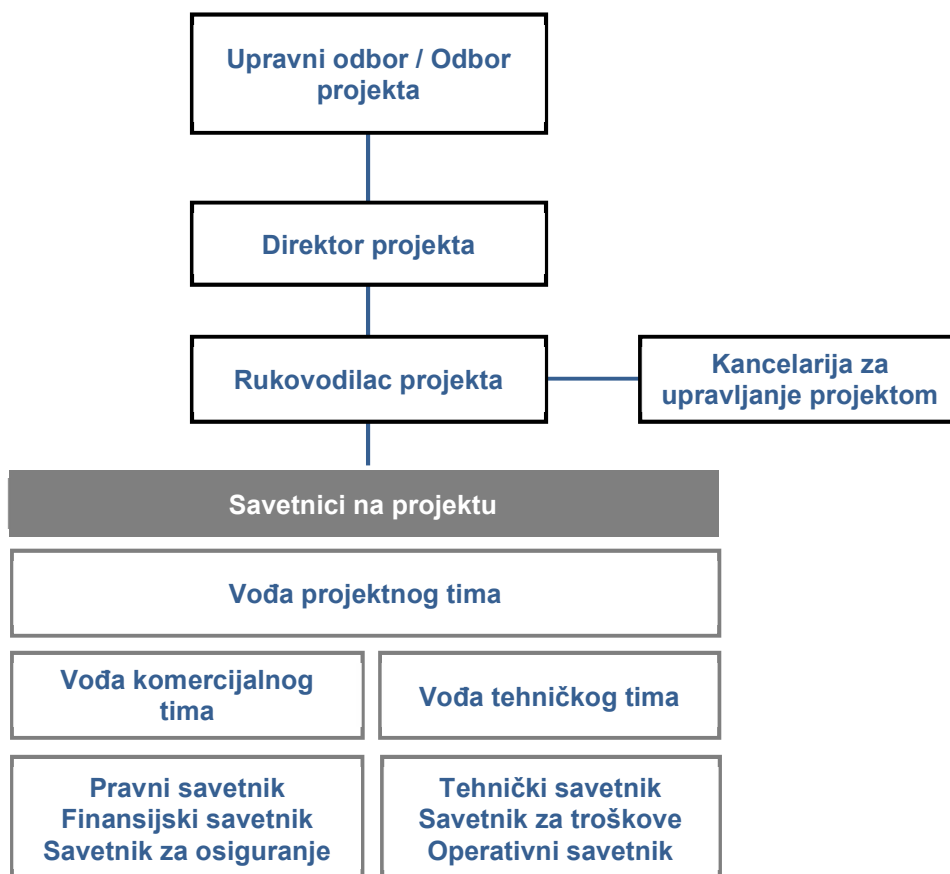 Upravni odbor / Odbor
projekta
Direktor projekta
Rukovodilac projekta
Kancelarija za
upravljanje projektom
Savetnici na projektu
Vođa projektnog tima
Vođa komercijalnog
tima
Vođa tehničkog tima
Pravni savetnik
Finansijski savetnik
Savetnik za osiguranje
Tehnički savetnik
Savetnik za troškove
Operativni savetnik